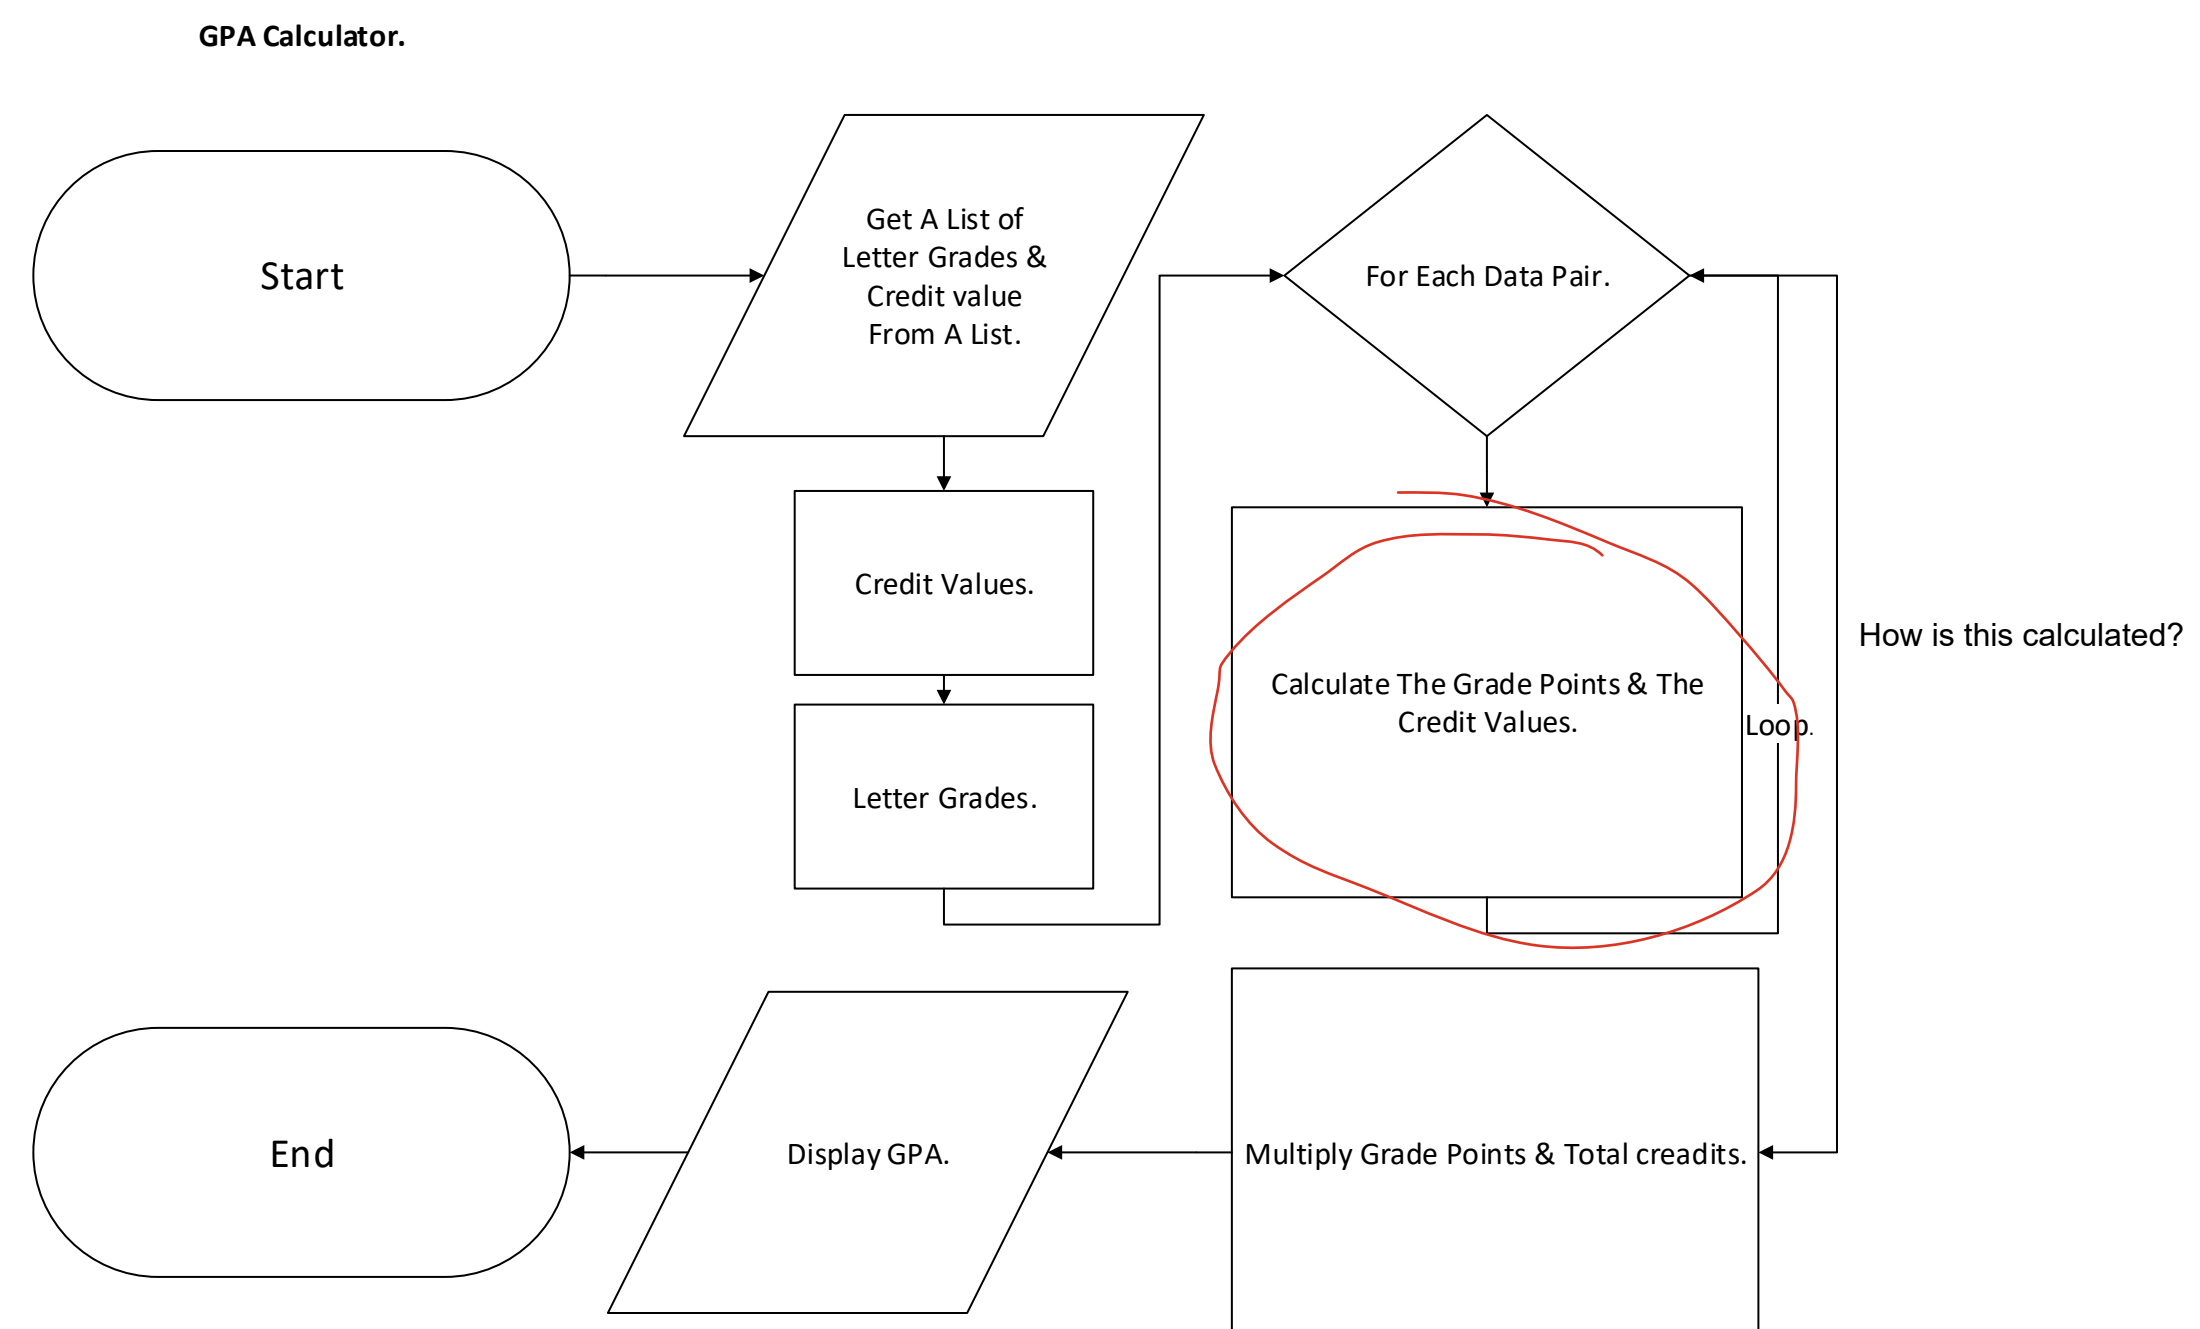 GPA Calculator.
Start
Get A List of
Letter Grades &
Credit value
From A List.
For Each Data Pair.
Credit Values.
Letter Grades.
Calculate The Grade Points & The
Credit Values.
Loop.
How is this calculated?
Multiply Grade Points & Total creadits.
Display GPA.
End